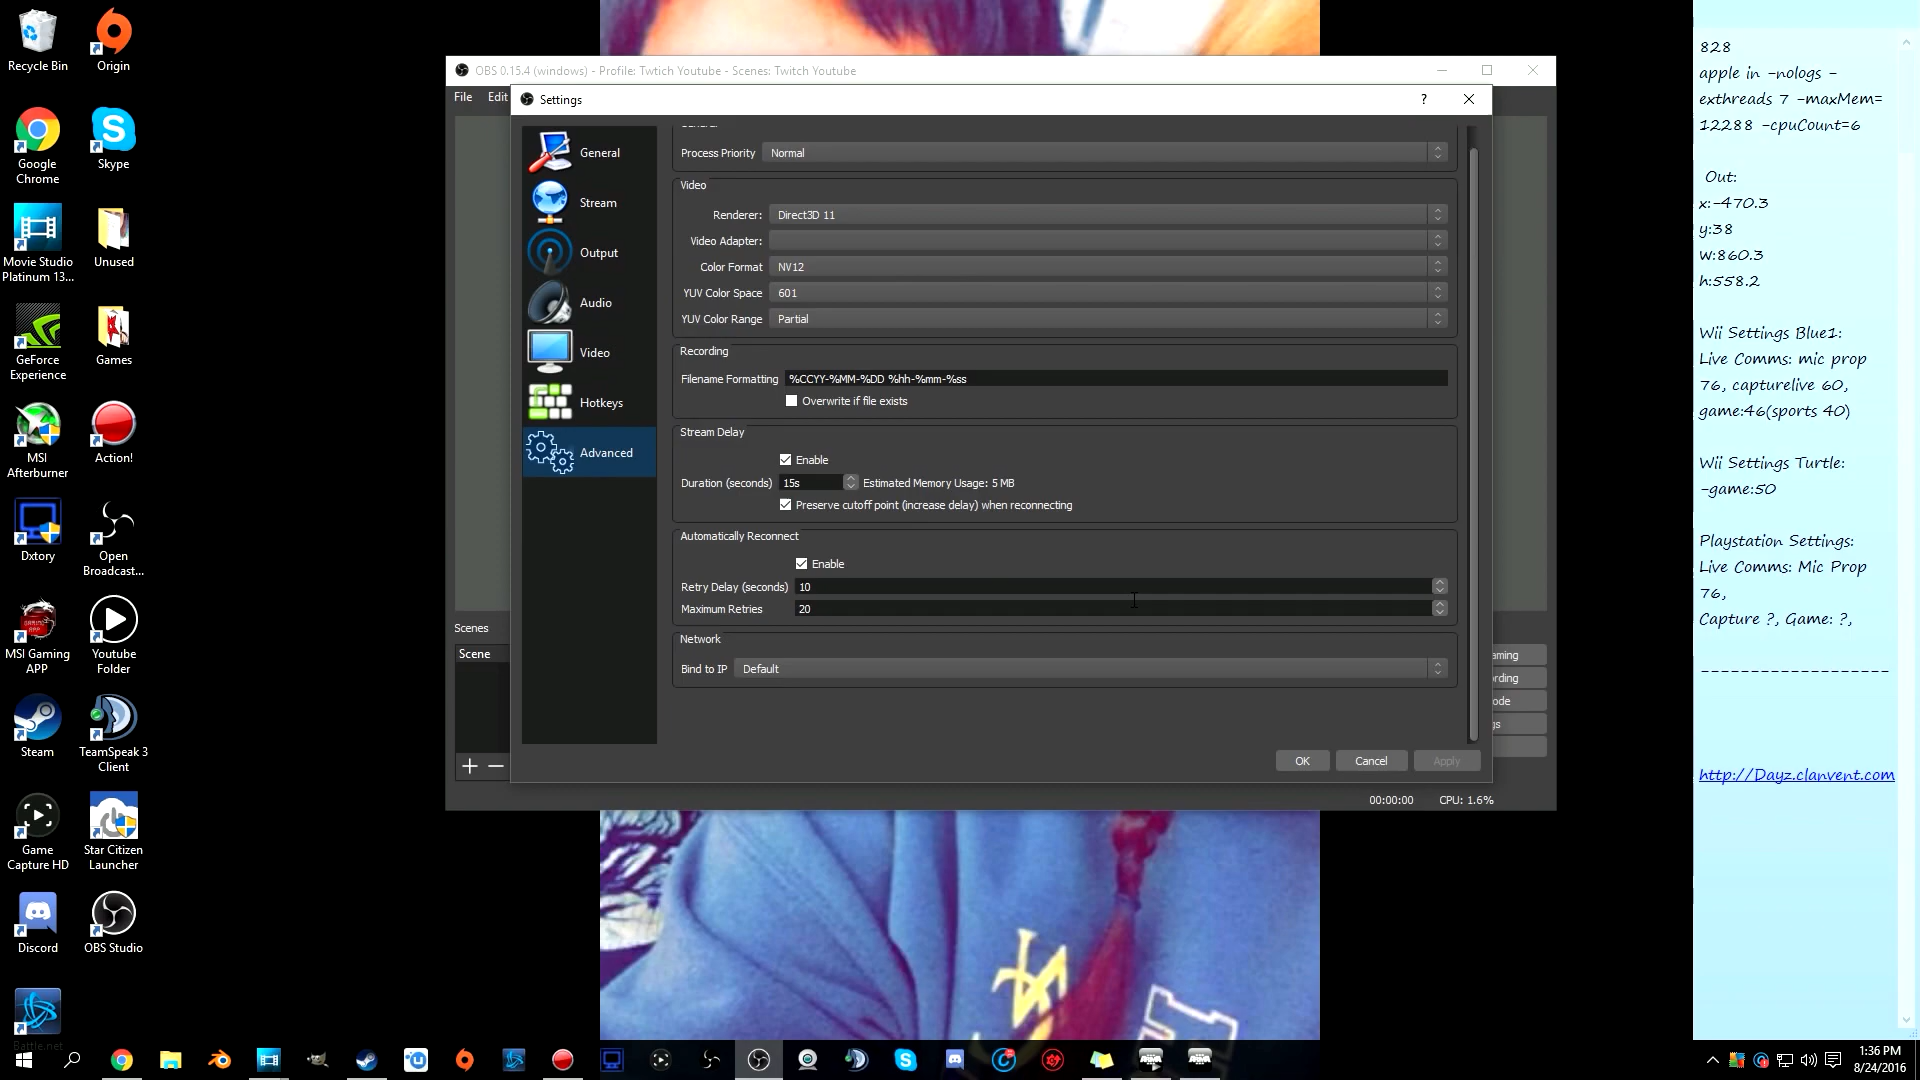 Recycle Bin
Origin
Google Chrome
Skype
Movie Studio Platinum 13...
Unused
GeForce Experience
Games
MSI Afterburner
Action!
Dxtory
Open Broadcast...
MSI Gaming APP
Youtube Folder
Steam
TeamSpeak 3 Client
Game Capture HD
Star Citizen Launcher
Discord
OBS Studio
Battle.net
OBS 0.15.4 (windows) - Profile: Twtich Youtube - Scenes: Twitch Youtube
File Edit
Settings
?
General
Stream
Output
Audio
Video
Hotkeys
Advanced
General
Process Priority Normal
Video
Renderer: Direct3D 11
Video Adapter:
Color Format NV12
YUV Color Space 601
YUV Color Range Partial
Recording
Filename Formatting %CCYY-%MM-%DD %hh-%mm-%ss
Overwrite if file exists
Stream Delay
Enable
Duration (seconds) 15s Estimated Memory Usage: 5 MB
Preserve cutoff point (increase delay) when reconnecting
Automatically Reconnect
Enable
Retry Delay (seconds) 10
Maximum Retries 20
Network
Bind to IP Default
OK Cancel Apply
Scenes
Scene
aming
rding
ode
gs
00:00:00 CPU: 1.6%
828
apple in -nologs -
exthreads 7 -maxMem=
12288 -cpuCount=6
Out:
x:-470.3
y:38
w:860.3
h:558.2
Wii Settings Blue1:
Live Comms: mic prop
76, capturelive 60,
game:46(sports 40)
Wii Settings Turtle:
-game:50
Playstation Settings:
Live Comms: Mic Prop
76,
Capture ?, Game: ?,
-------------------
http://Dayz.clanvent.com
1:36 PM
8/24/2016